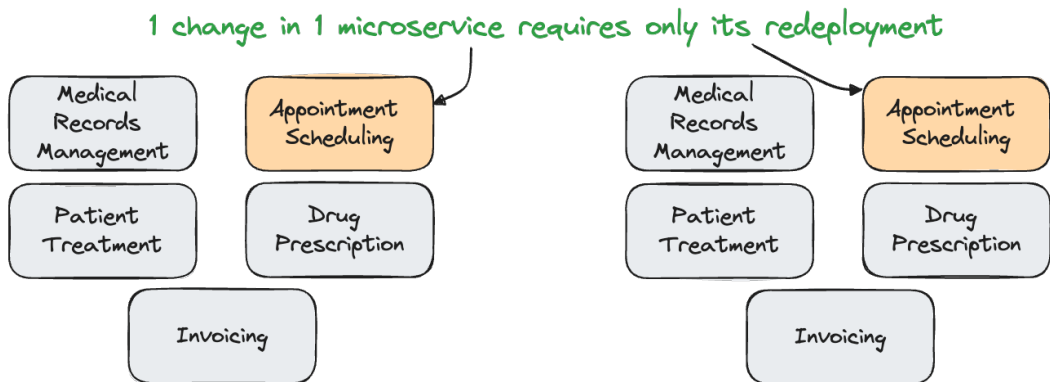 1 change in 1 microservice requires only its redeployment
Medical
Records
Management
Appointment
Scheduling
Patient
Treatment
Drug
Prescription
Invoicing
Medical
Records
Management
Appointment
Scheduling
Patient
Treatment
Drug
Prescription
Invoicing